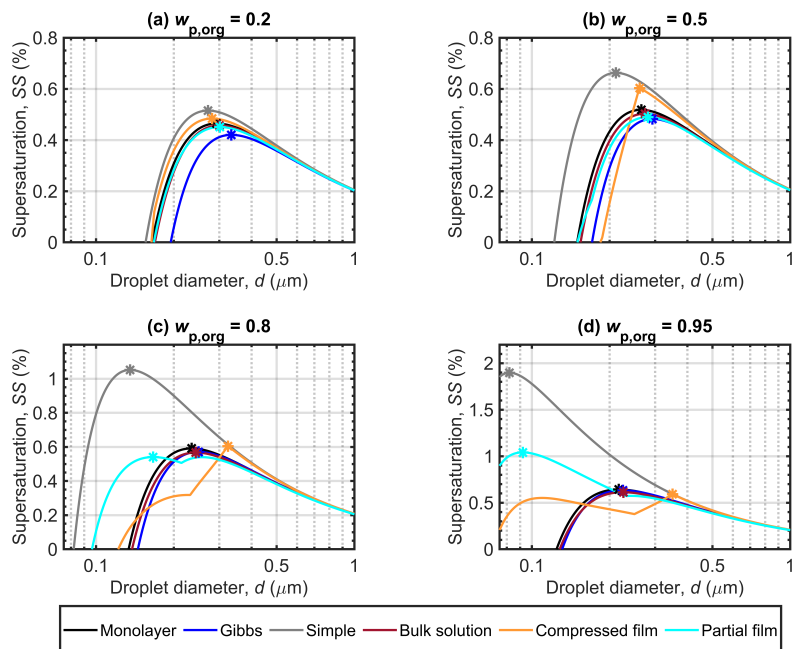 (a) w_p,org = 0.2
Supersaturation, SS (%)
0.8
0.6
0.4
0.2
0
0.1
0.5
1
Droplet diameter, d (μm)
(b) w_p,org = 0.5
Supersaturation, SS (%)
0.8
0.6
0.4
0.2
0
0.1
0.5
1
Droplet diameter, d (μm)
(c) w_p,org = 0.8
Supersaturation, SS (%)
1
0.8
0.6
0.4
0.2
0
0.1
0.5
1
Droplet diameter, d (μm)
(d) w_p,org = 0.95
Supersaturation, SS (%)
2
1.5
1
0.5
0
0.1
0.5
1
Droplet diameter, d (μm)
Monolayer Gibbs Simple Bulk solution Compressed film Partial film